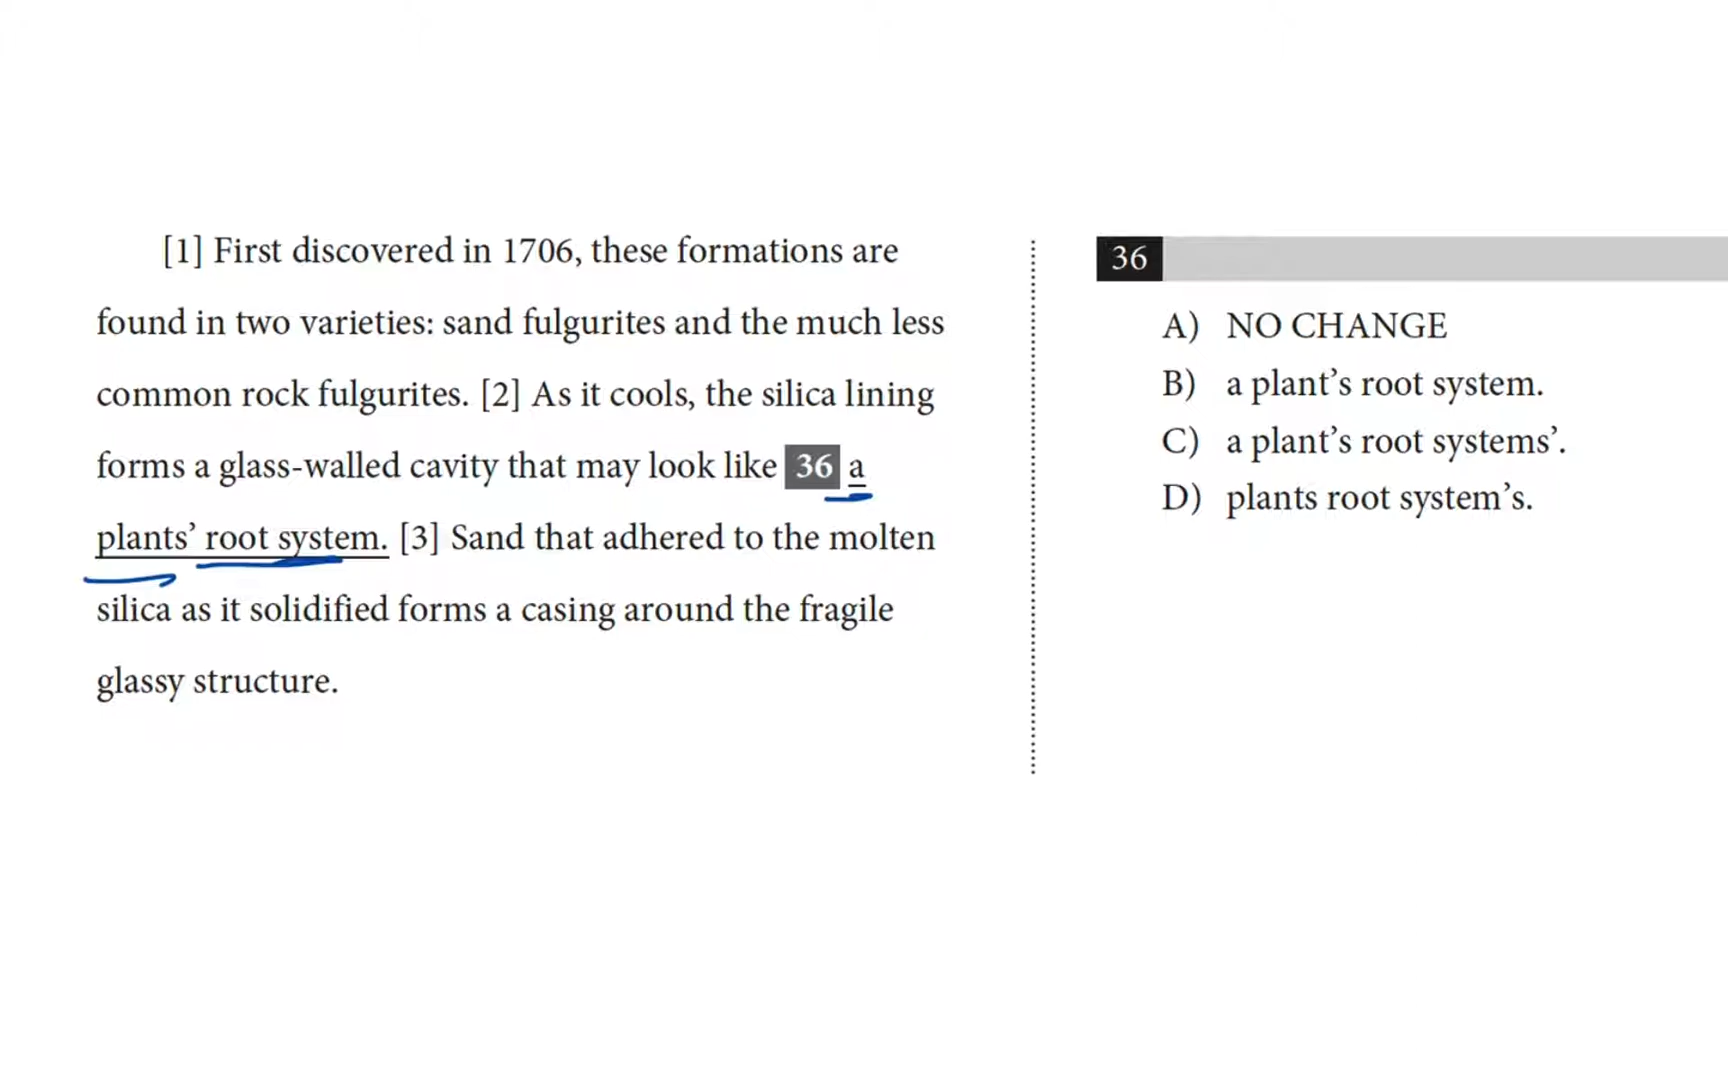 [1] First discovered in 1706, these formations are
found in two varieties: sand fulgurites and the much less
common rock fulgurites. [2] As it cools, the silica lining
forms a glass-walled cavity that may look like 36 a
plants’ root system. [3] Sand that adhered to the molten
silica as it solidified forms a casing around the fragile
glassy structure.
36
A) NO CHANGE
B) a plant’s root system.
C) a plant’s root systems’.
D) plants root system’s.